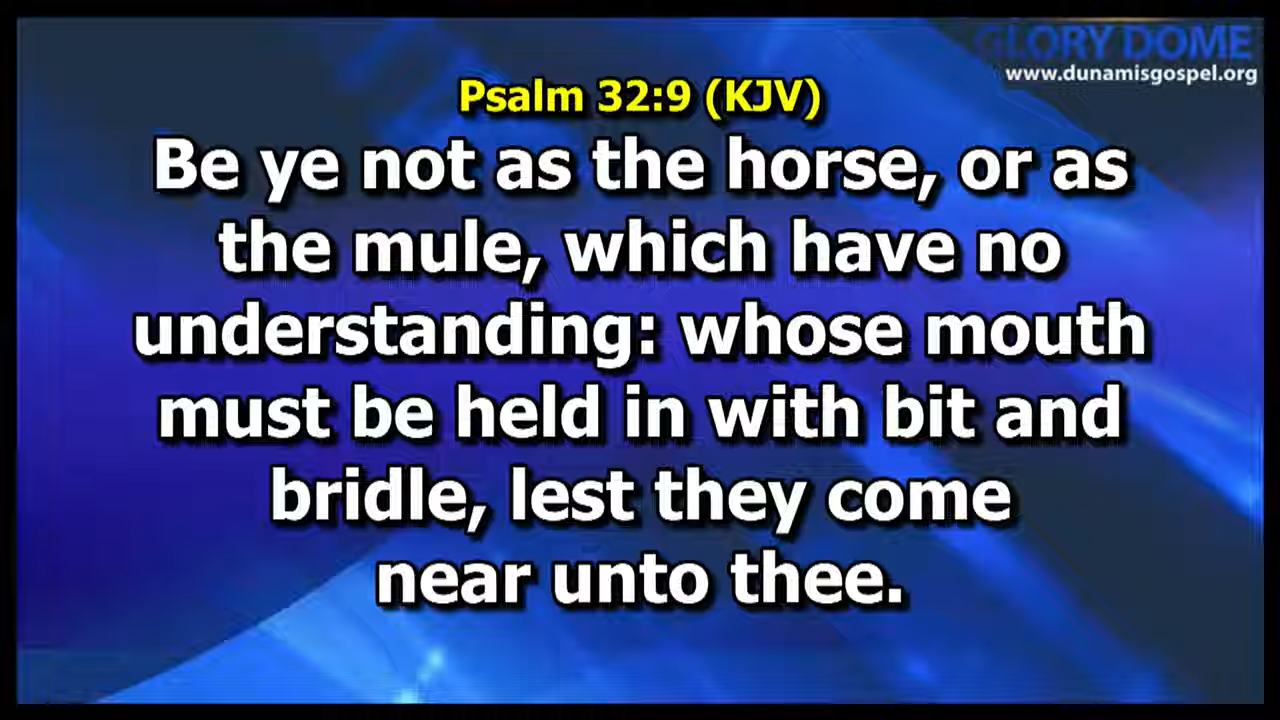 GLORY DOME
www.dunamisgospel.org
Psalm 32:9 (KJV)
Be ye not as the horse, or as
the mule, which have no
understanding: whose mouth
must be held in with bit and
bridle, lest they come
near unto thee.